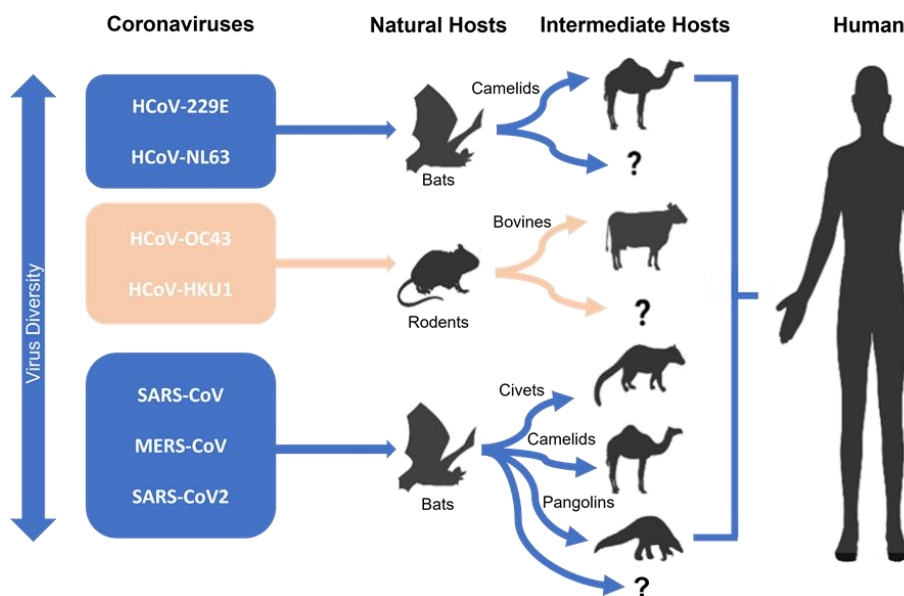 Coronaviruses
Natural Hosts
Intermediate Hosts
Human
Virus Diversity
HCoV-229E
HCoV-NL63
Bats
Camelids
?
HCoV-OC43
HCoV-HKU1
Rodents
Bovines
?
SARS-CoV
MERS-CoV
SARS-CoV2
Bats
Civets
Camelids
Pangolins
?